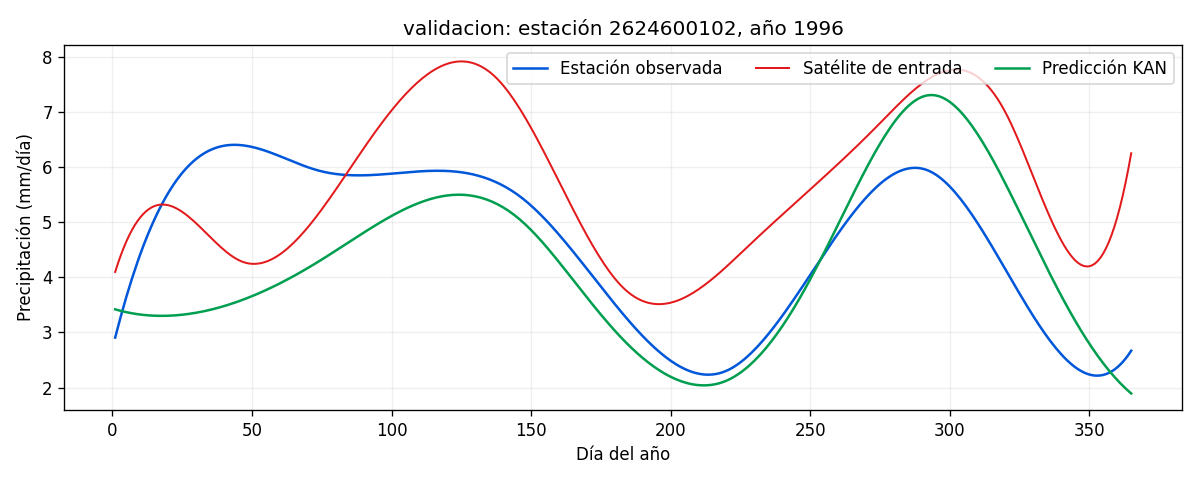 validacion: estación 2624600102, año 1996
Estación observada
Satélite de entrada
Predicción KAN
Precipitación (mm/día)
8
7
6
5
4
3
2
0
50
100
150
200
250
300
350
Día del año